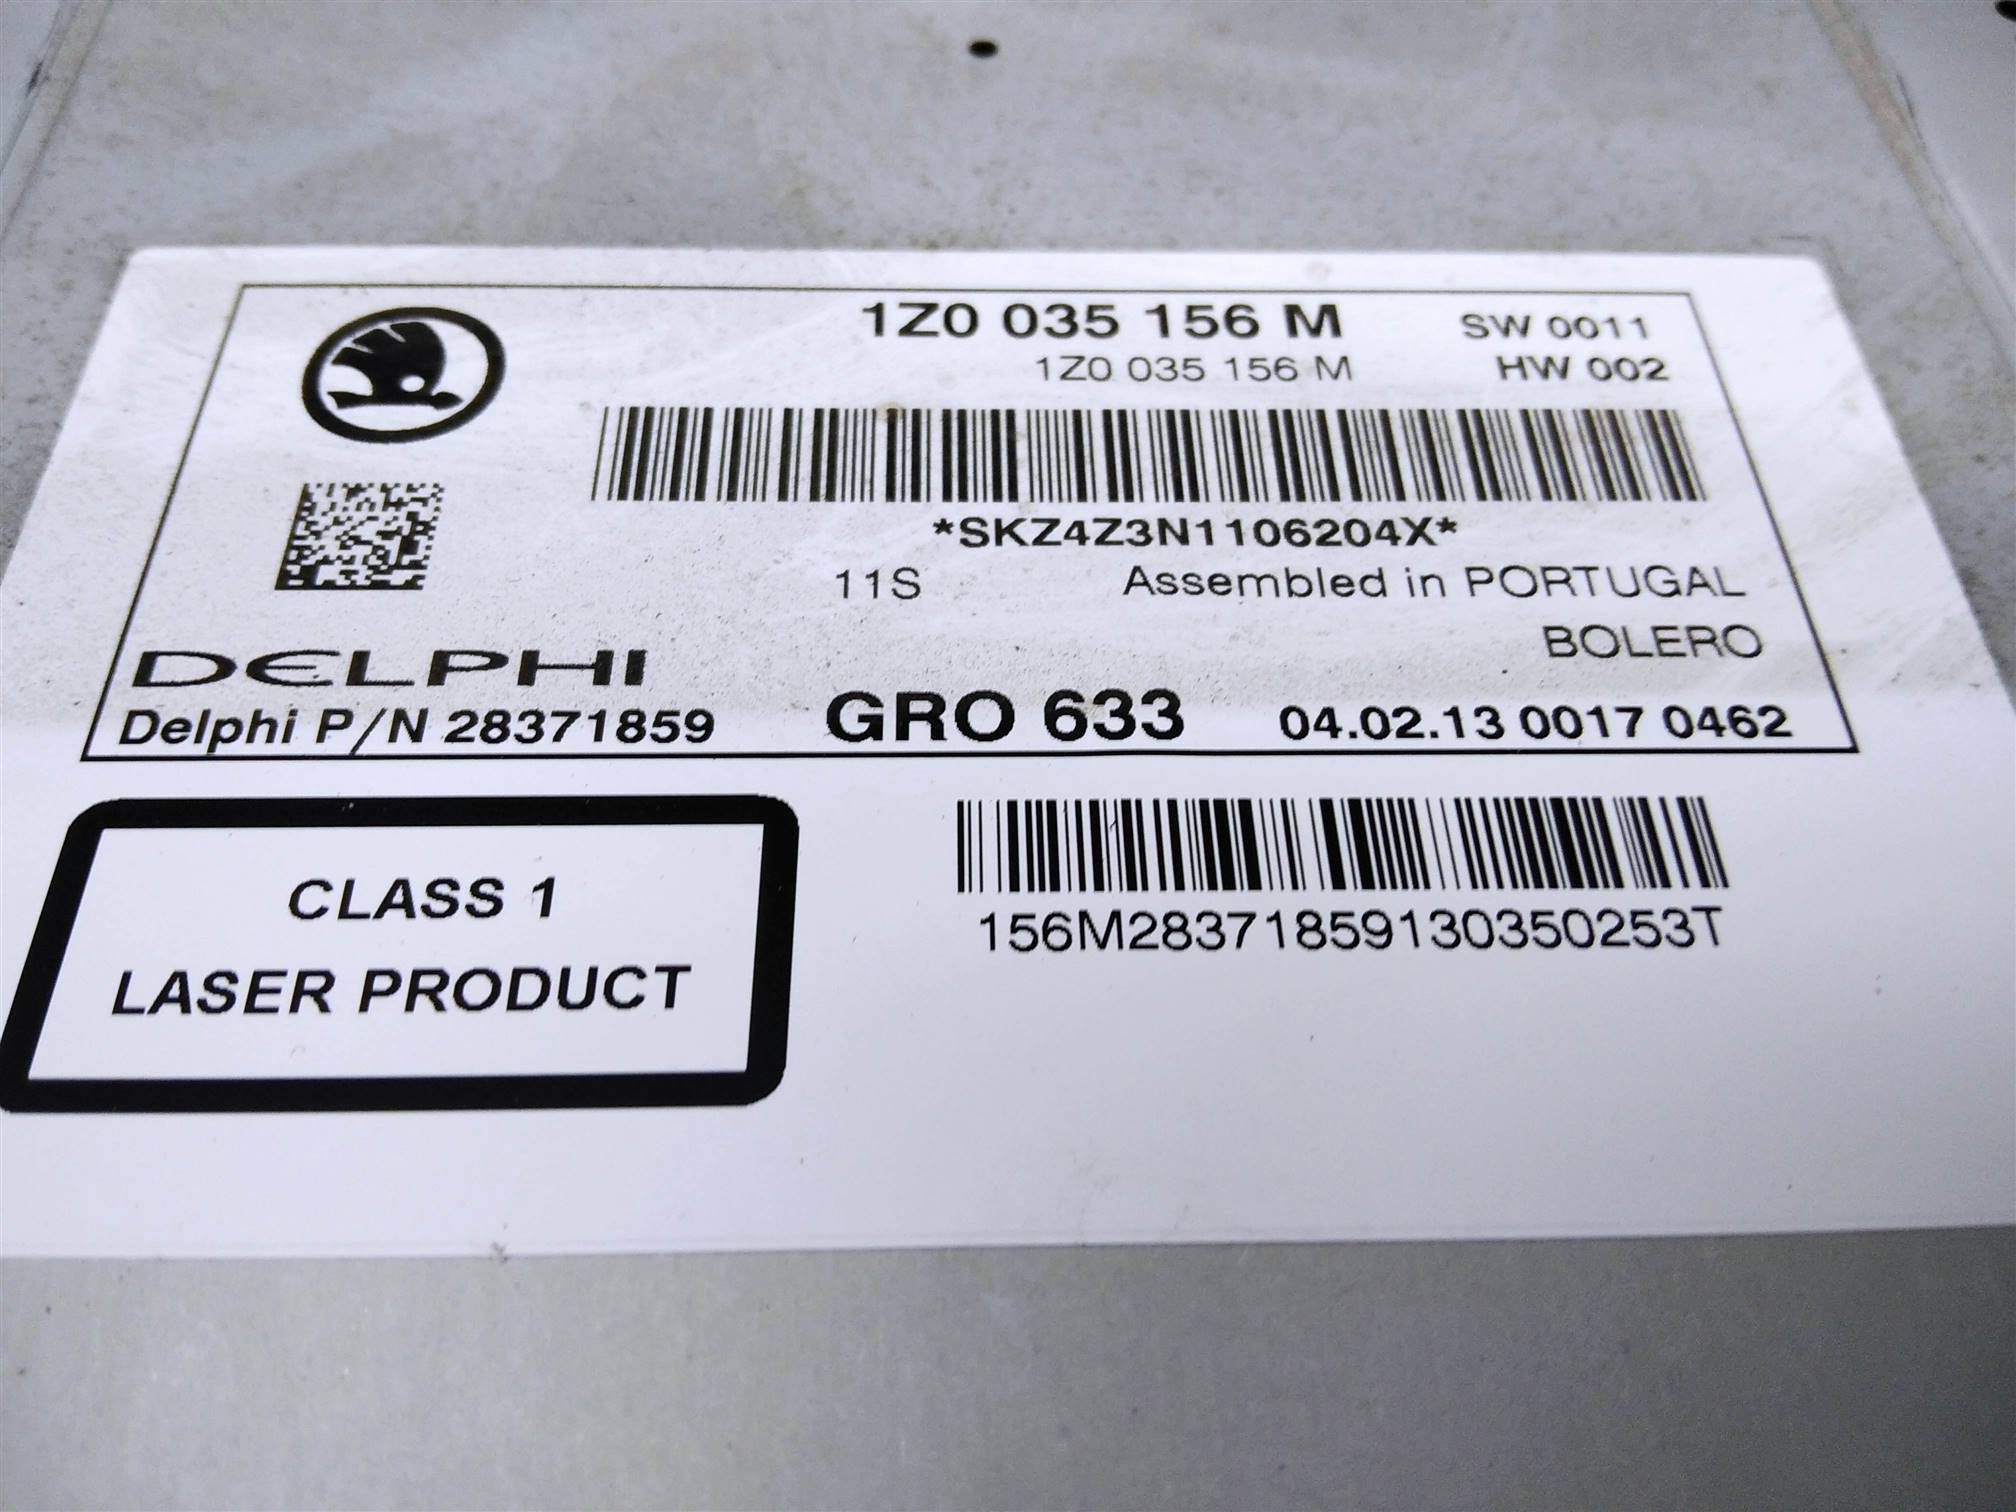 1Z0 035 156 M SW 0011
1Z0 035 156 M HW 002
*SKZ4Z3N1106204X*
11S Assembled in PORTUGAL
BOLERO
DELPHI
Delphi P/N 28371859 GRO 633 04.02.13 0017 0462
CLASS 1
LASER PRODUCT
156M28371859130350253T